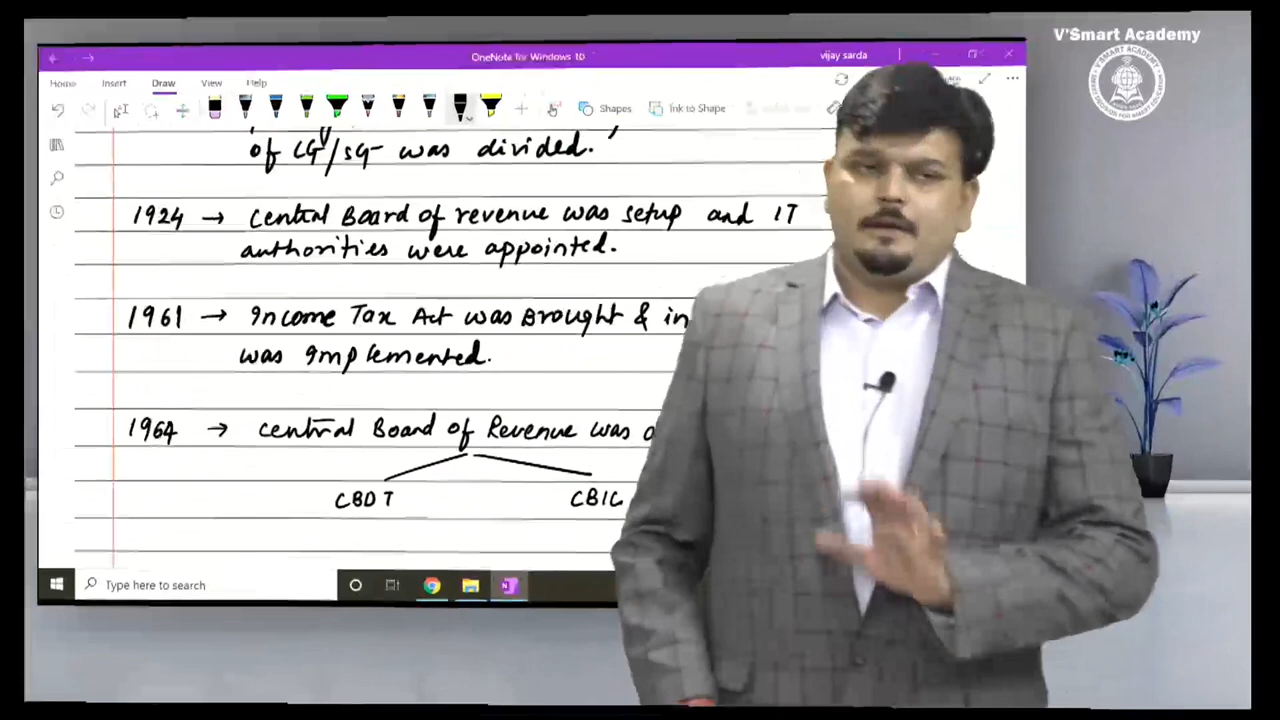 V'Smart Academy
OneNote for Windows 10
vijay sarda
Home Insert Draw View Help
Shapes Ink to Shape
of CG/SG was divided.
1924 → Central Board of revenue was setup and IT
authorities were appointed.
1961 → Income Tax Act was Brought & in
was Implemented.
1964 → Central Board of Revenue was
CBDT CBIC
Type here to search